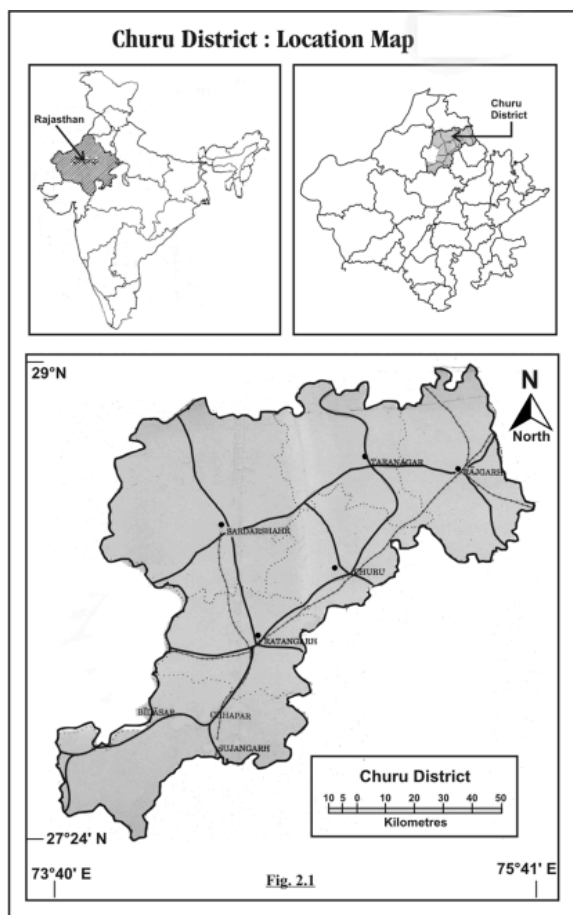 Churu District : Location Map
Rajasthan
Churu
District
29°N
N
North
TARANAGAR
RAJGARH
SARDARSHAHR
CHURU
RATANGARH
BIDASAR
CHHAPAR
SUJANGARH
Churu District
10 5 0 10 20 30 40 50
Kilometres
27°24' N
73°40' E
Fig. 2.1
75°41' E